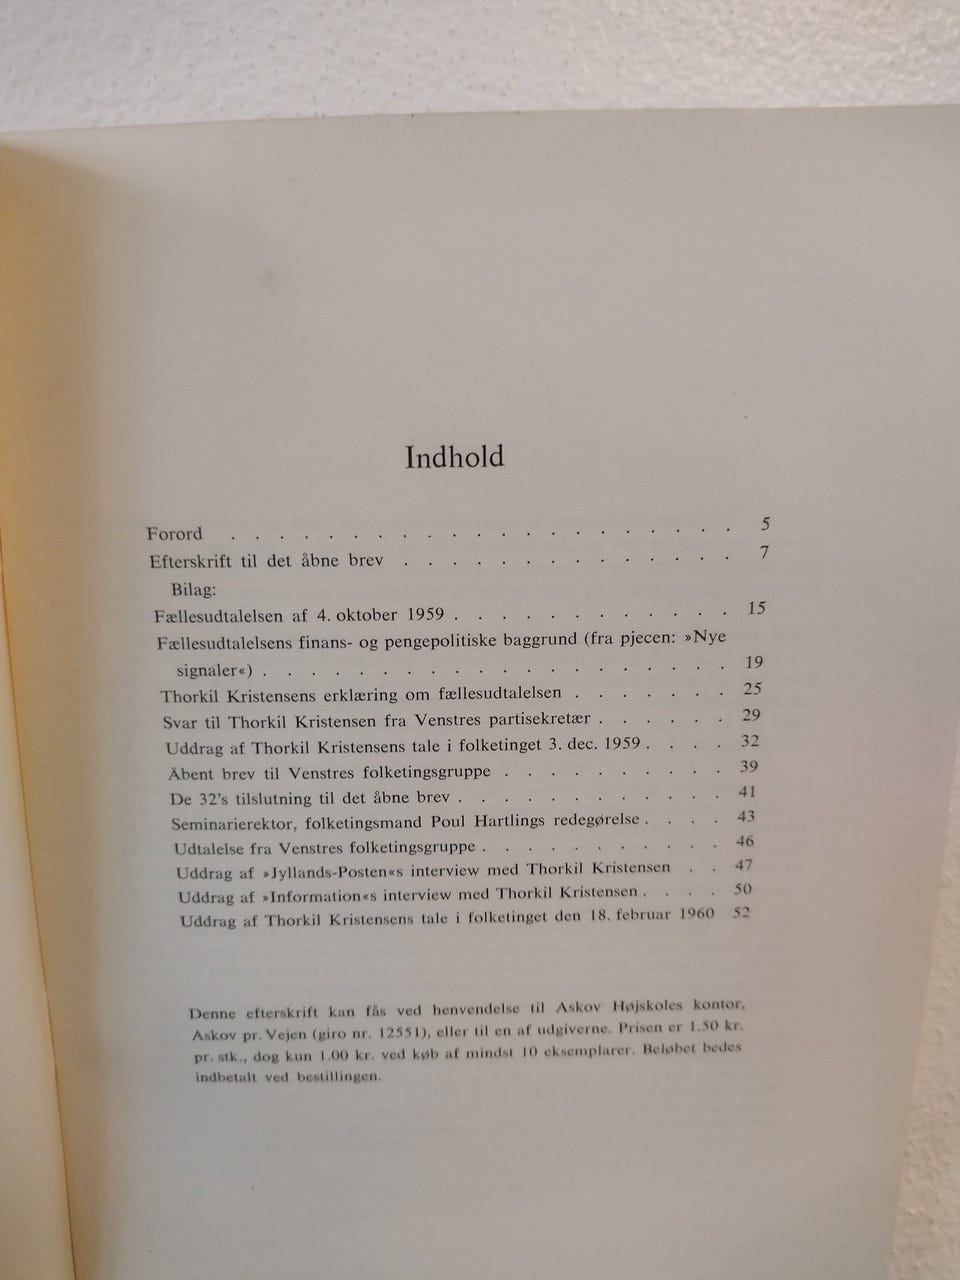 Indhold
Forord . . . . . . . . . . . . . . . . 5
Efterskrift til det åbne brev . . . . . . . . . . . 7
Bilag:
Fællesudtalelsen af 4. oktober 1959 . . . . . . . . . 15
Fællesudtalelsens finans- og pengepolitiske baggrund (fra pjecen: »Nye
signaler«) . . . . . . . . . . . . . . . 19
Thorkil Kristensens erklæring om fællesudtalelsen . . . . . . 25
Svar til Thorkil Kristensen fra Venstres partisekretær . . . . . . 29
Uddrag af Thorkil Kristensens tale i folketinget 3. dec. 1959 . . . . 32
Åbent brev til Venstres folketingsgruppe . . . . . . . . 39
De 32's tilslutning til det åbne brev . . . . . . . . . . 41
Seminarierektor, folketingsmand Poul Hartlings redegørelse . . . . 43
Udtalelse fra Venstres folketingsgruppe . . . . . . . . . 46
Uddrag af »Jyllands-Posten«s interview med Thorkil Kristensen . . 47
Uddrag af »Information«s interview med Thorkil Kristensen . . . . 50
Uddrag af Thorkil Kristensens tale i folketinget den 18. februar 1960 52
Denne efterskrift kan fås ved henvendelse til Askov Højskoles kontor,
Askov pr. Vejen (giro nr. 12551), eller til en af udgiverne. Prisen er 1.50 kr.
pr. stk., dog kun 1.00 kr. ved køb af mindst 10 eksemplarer. Beløbet bedes
indbetalt ved bestillingen.